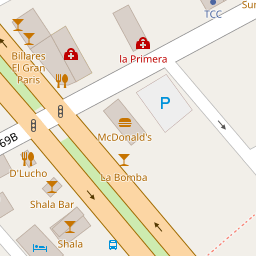 TCC
Sur
Billares
El Gran
Paris
la Primera
P
McDonald's
69B
D'Lucho
La Bomba
Shala Bar
Shala